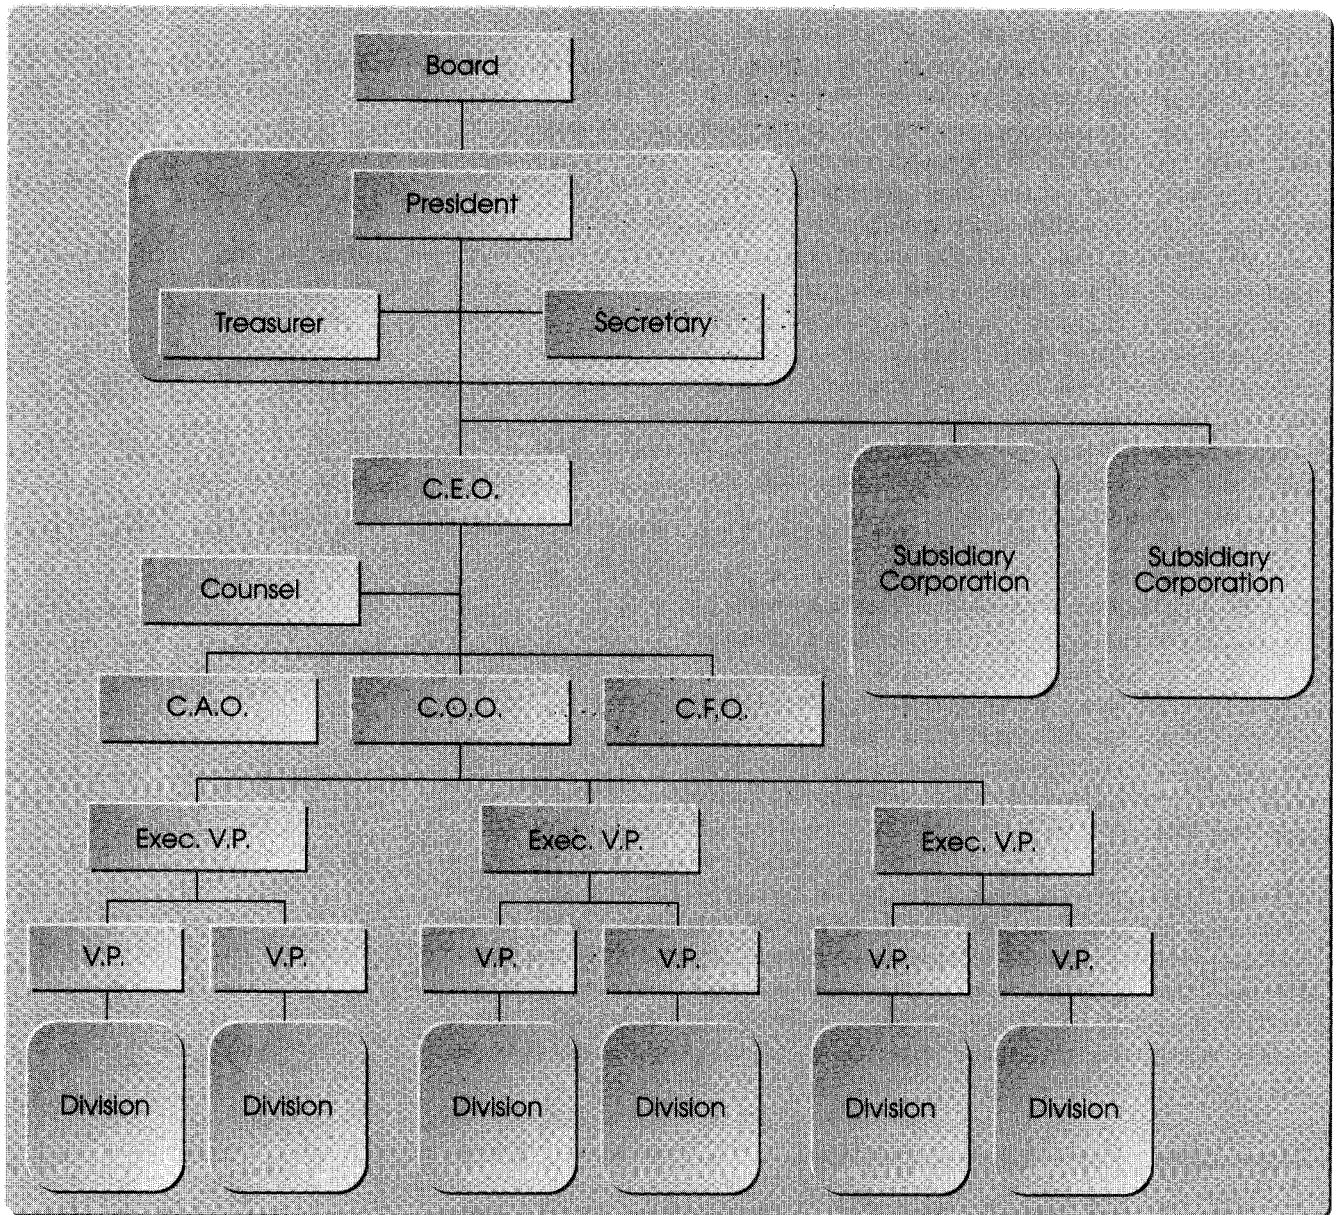 Board
President
Treasurer
Secretary
C.E.O.
Subsidiary
Corporation
Subsidiary
Corporation
Counsel
C.A.O.
C.O.O.
C.F.O.
Exec. V.P.
Exec. V.P.
Exec. V.P.
V.P.
V.P.
V.P.
V.P.
V.P.
V.P.
Division
Division
Division
Division
Division
Division